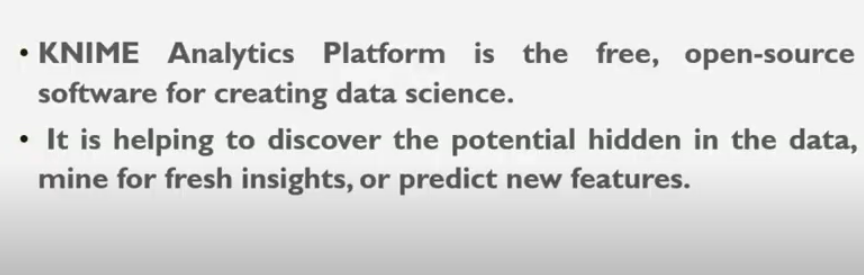 • KNIME Analytics Platform is the free, open-source
software for creating data science.
• It is helping to discover the potential hidden in the data,
mine for fresh insights, or predict new features.